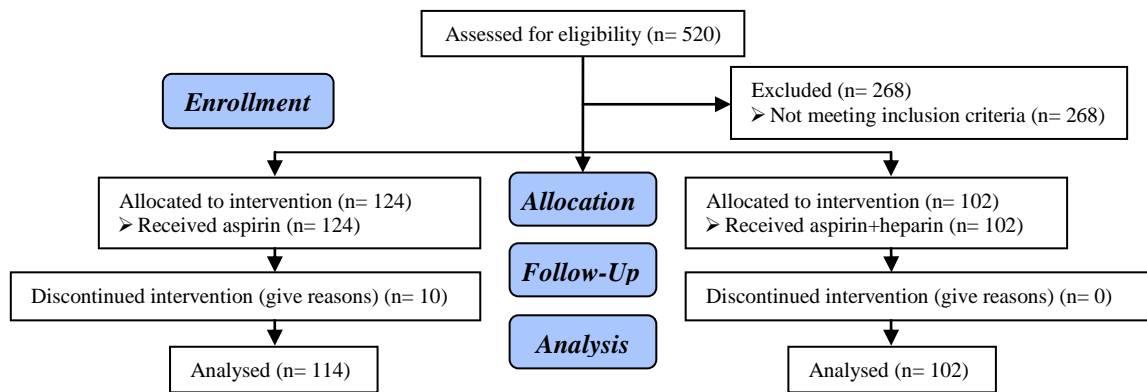 Assessed for eligibility (n= 520)
Enrollment
Excluded (n= 268)
➢ Not meeting inclusion criteria (n= 268)
Allocated to intervention (n= 124)
➢ Received aspirin (n= 124)
Allocation
Allocated to intervention (n= 102)
➢ Received aspirin+heparin (n= 102)
Follow-Up
Discontinued intervention (give reasons) (n= 10)
Discontinued intervention (give reasons) (n= 0)
Analysis
Analysed (n= 114)
Analysed (n= 102)